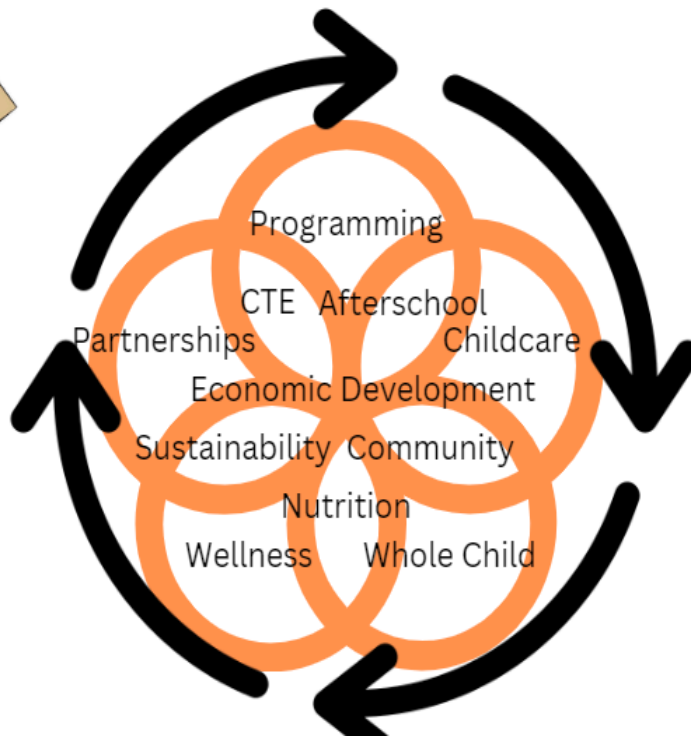 Programming
CTE Afterschool
Partnerships Childcare
Economic Development
Sustainability Community
Nutrition
Wellness Whole Child